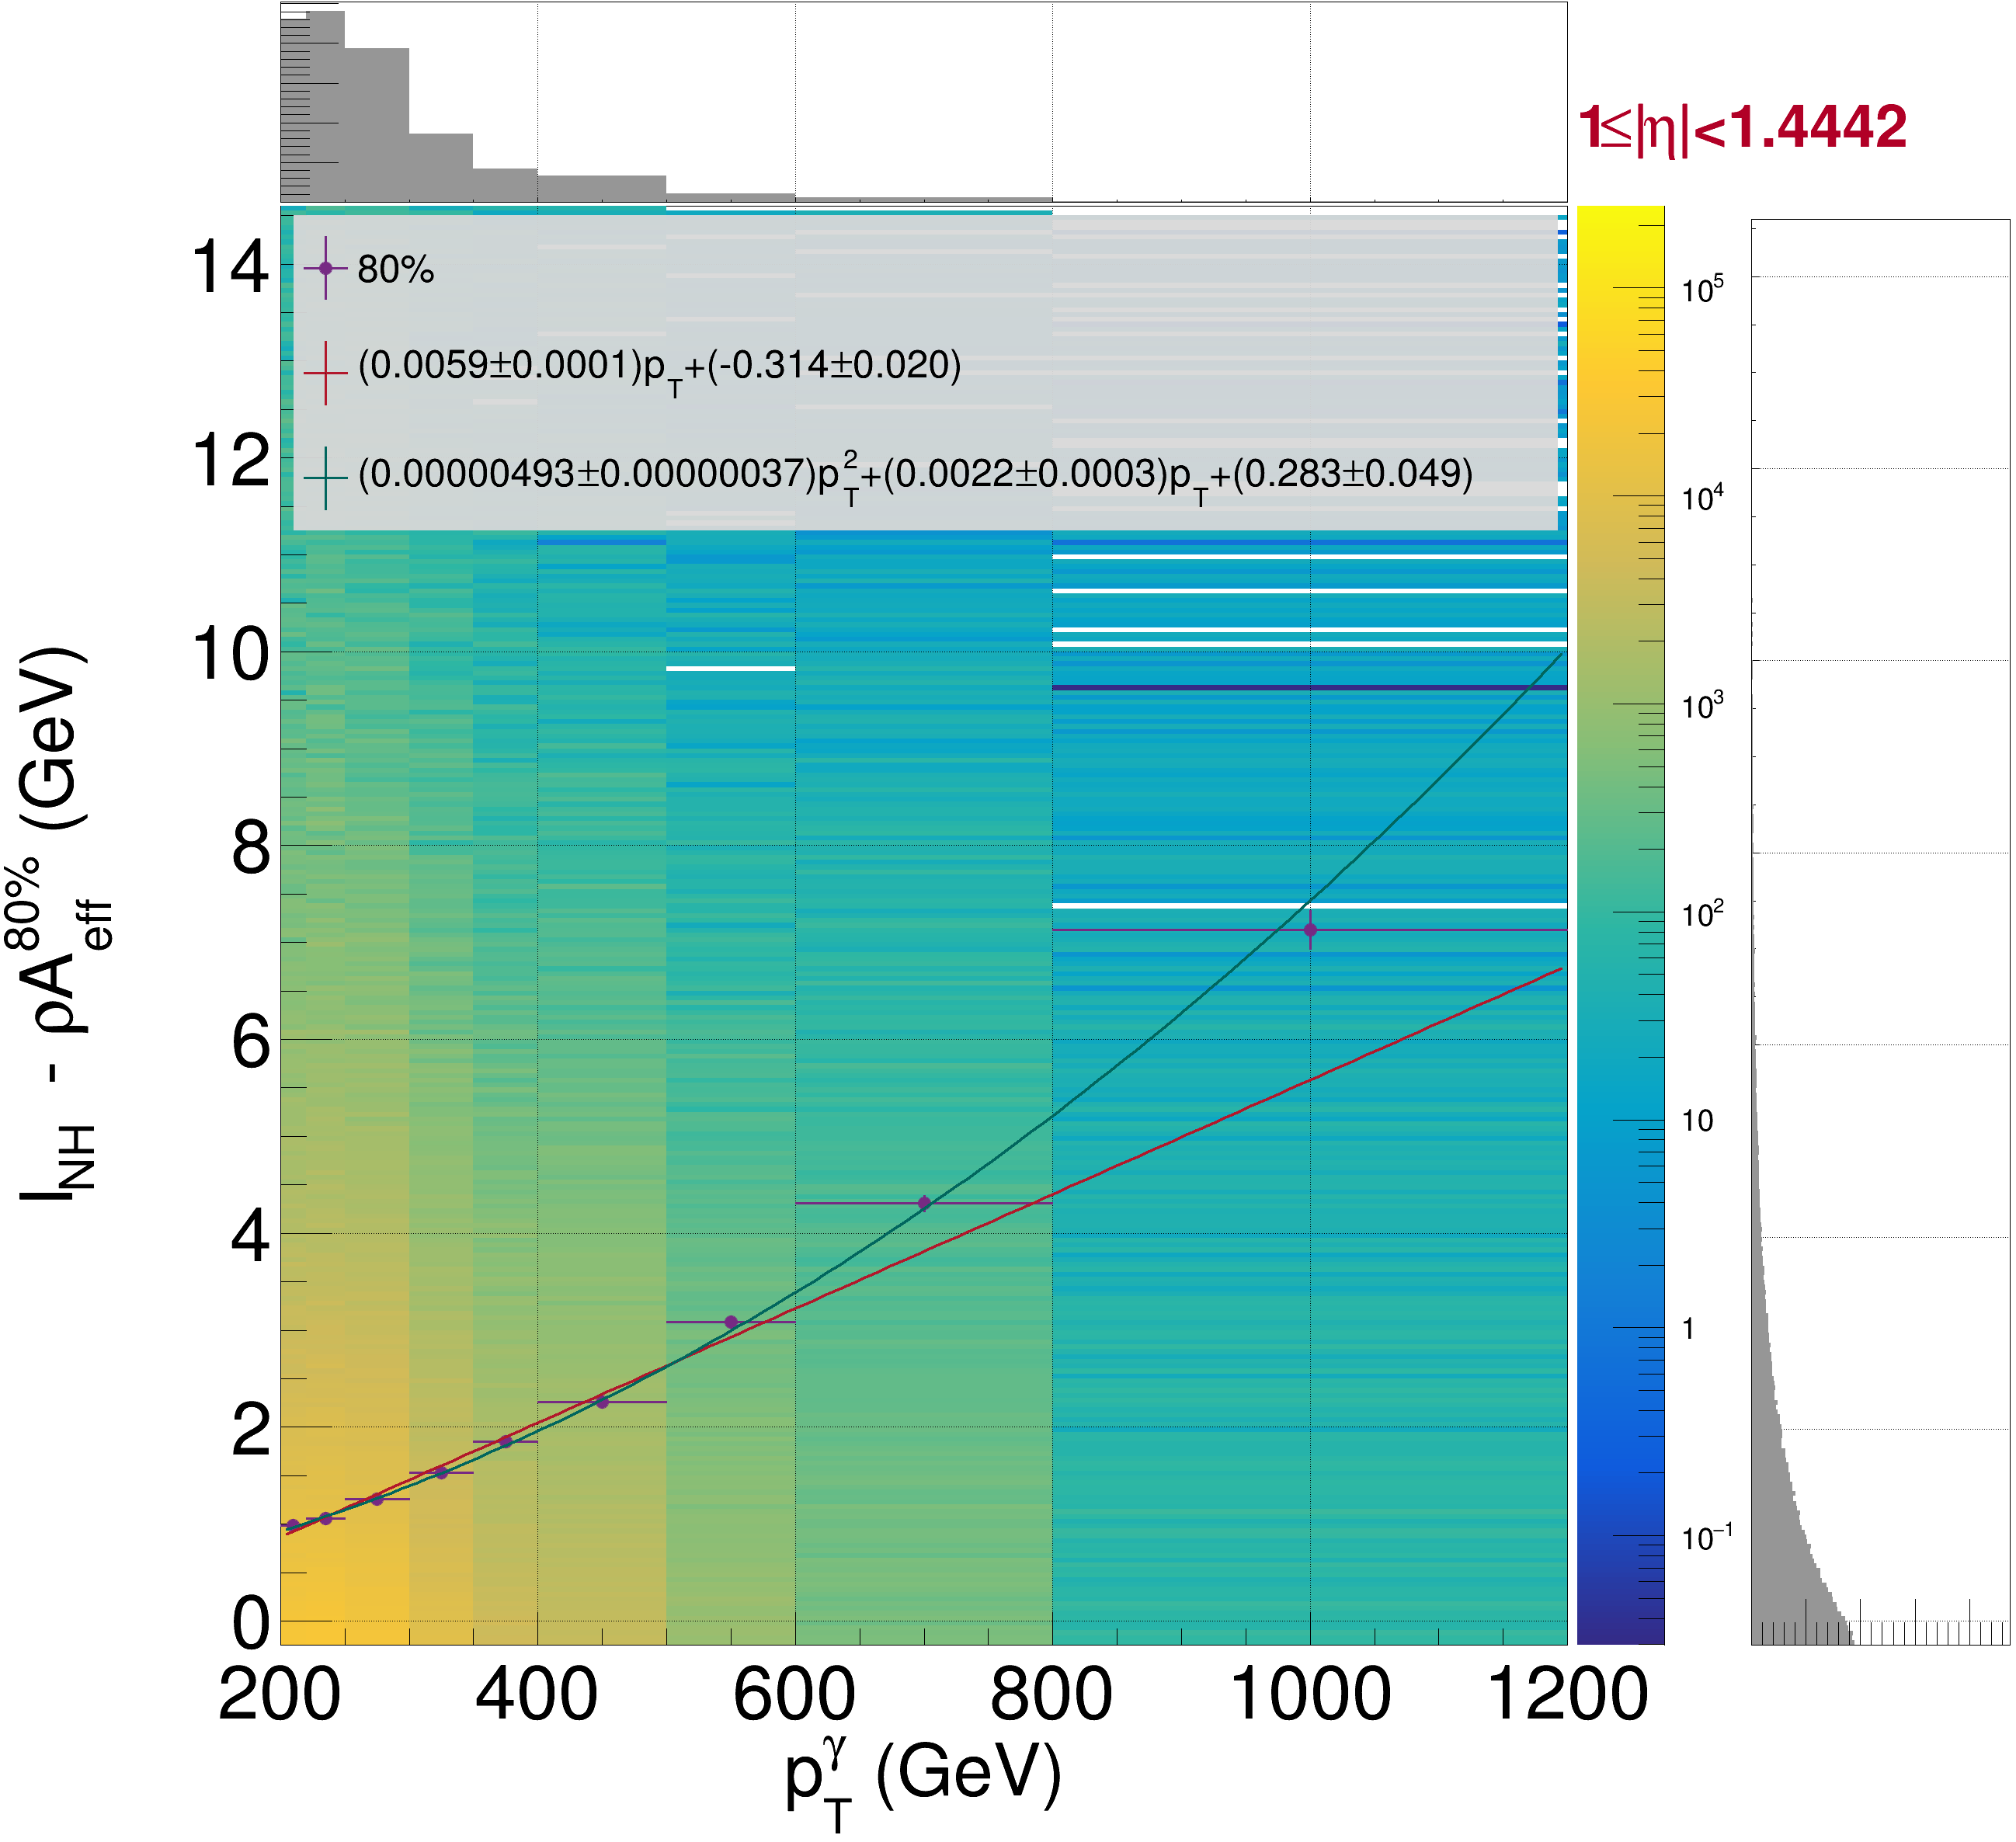 1≤|η|<1.4442
80%
(0.0059±0.0001)p_T+(-0.314±0.020)
(0.00000493±0.00000037)p_T^2+(0.0022±0.0003)p_T+(0.283±0.049)
14
12
10
8
6
4
2
0
I_NH - ρA_eff^80% (GeV)
200 400 600 800 1000 1200
p_T^γ (GeV)
10^5
10^4
10^3
10^2
10
1
10^−1